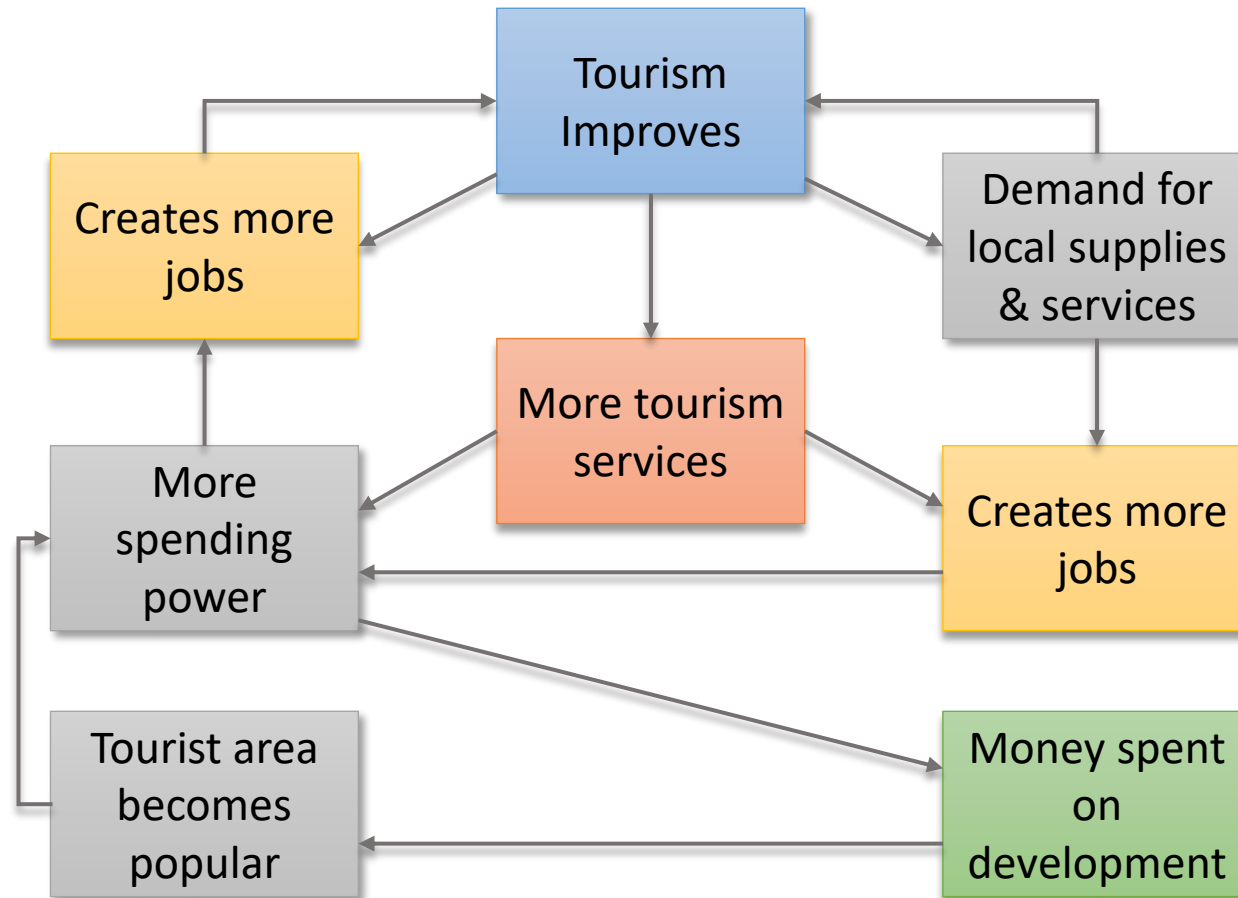 Tourism
Improves
Creates more
jobs
Demand for
local supplies
& services
More tourism
services
More
spending
power
Creates more
jobs
Tourist area
becomes
popular
Money spent
on
development